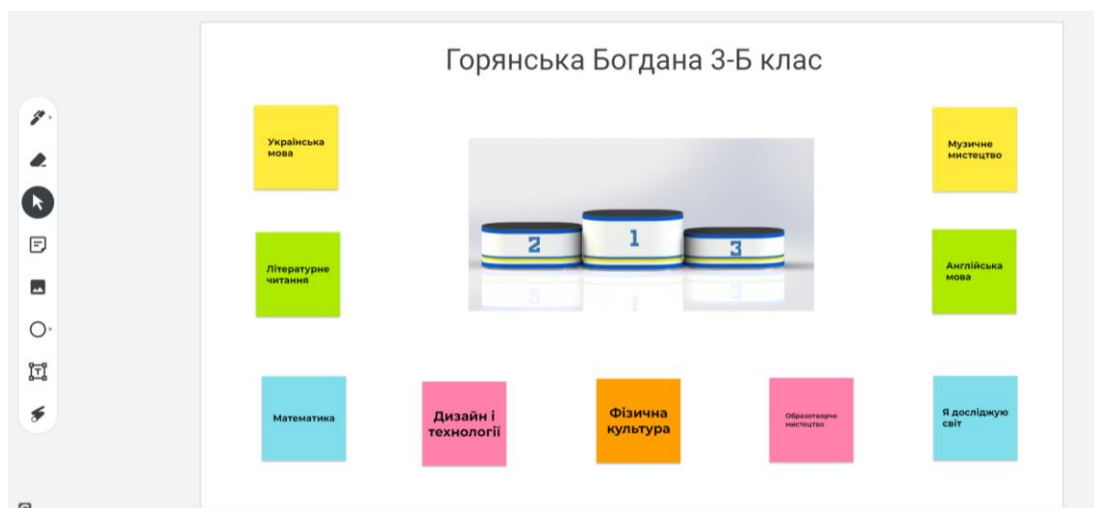 Горянська Богдана 3-Б клас
Українська
мова
Музичне
мистецтво
2
1
3
Літературне
читання
Англійська
мова
Математика
Дизайн і
технології
Фізична
культура
Образотворче
мистецтво
Я досліджую
світ